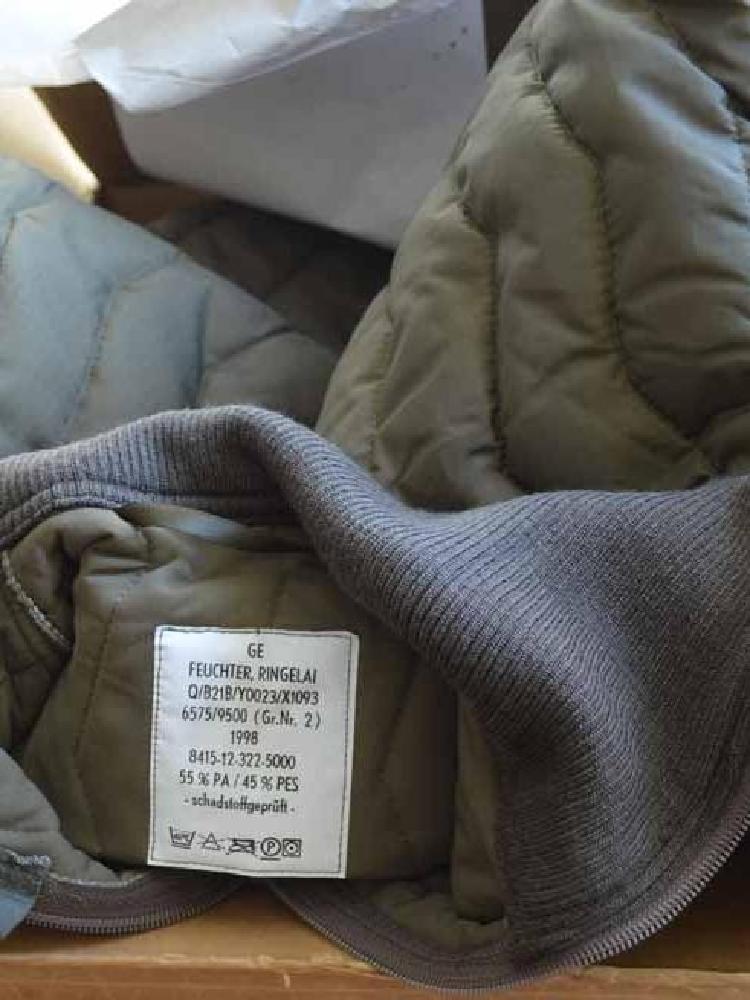 GE
FEUCHTER, RINGELAI
Q/B21B/Y0023/X1093
6575/9500 (Gr.Nr. 2)
1998
8415-12-322-5000
55 % PA / 45 % PES
- schadstoffgeprüft -
P